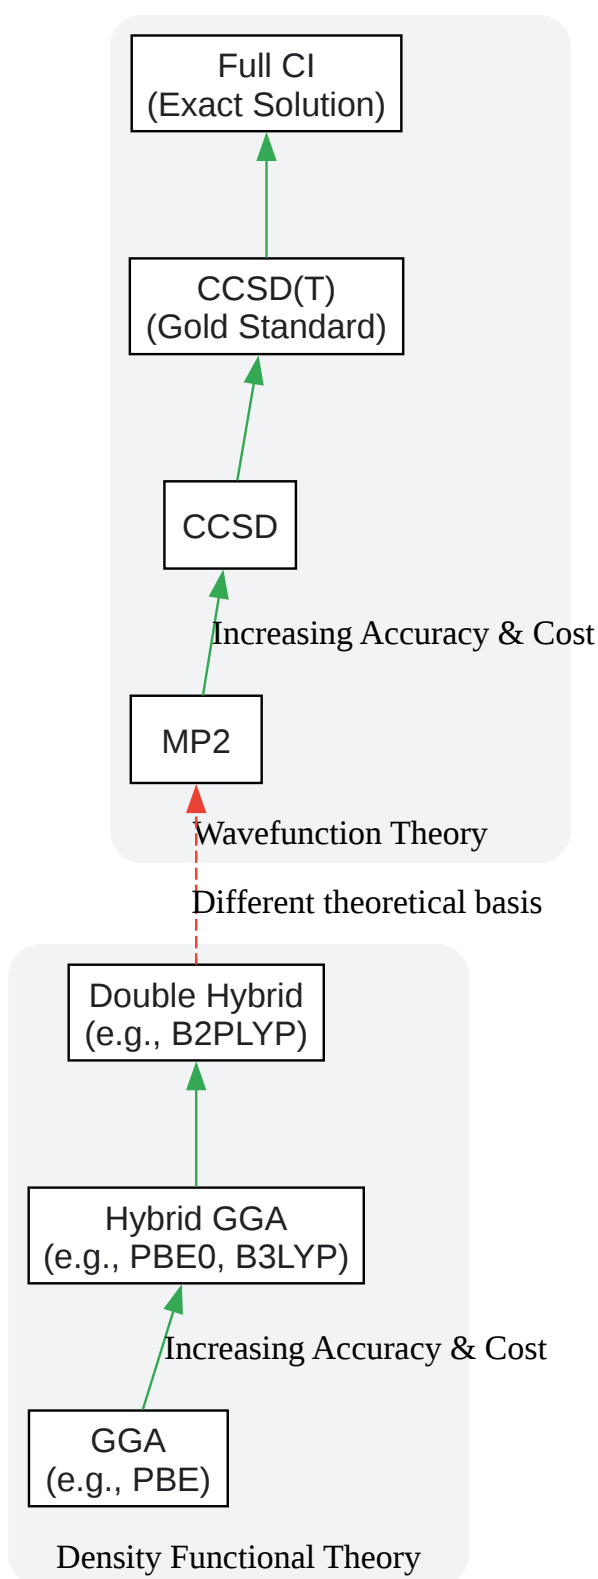 Full CI
(Exact Solution)
CCSD(T)
(Gold Standard)
CCSD
Increasing Accuracy & Cost
MP2
Wavefunction Theory
Different theoretical basis
Double Hybrid
(e.g., B2PLYP)
Hybrid GGA
(e.g., PBE0, B3LYP)
Increasing Accuracy & Cost
GGA
(e.g., PBE)
Density Functional Theory